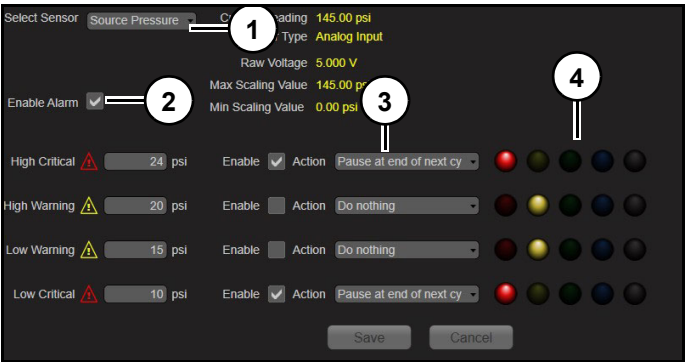 Select Sensor Source Pressure 145.00 psi
1
Type Analog Input
Raw Voltage 5.000 V
Max Scaling Value 145.00
4
Enable Alarm 2 Min Scaling Value 0.00 psi 3
High Critical 24 psi Enable Action Pause at end of next cy
High Warning 20 psi Enable Action Do nothing
Low Warning 15 psi Enable Action Do nothing
Low Critical 10 psi Enable Action Pause at end of next cy
Save Cancel